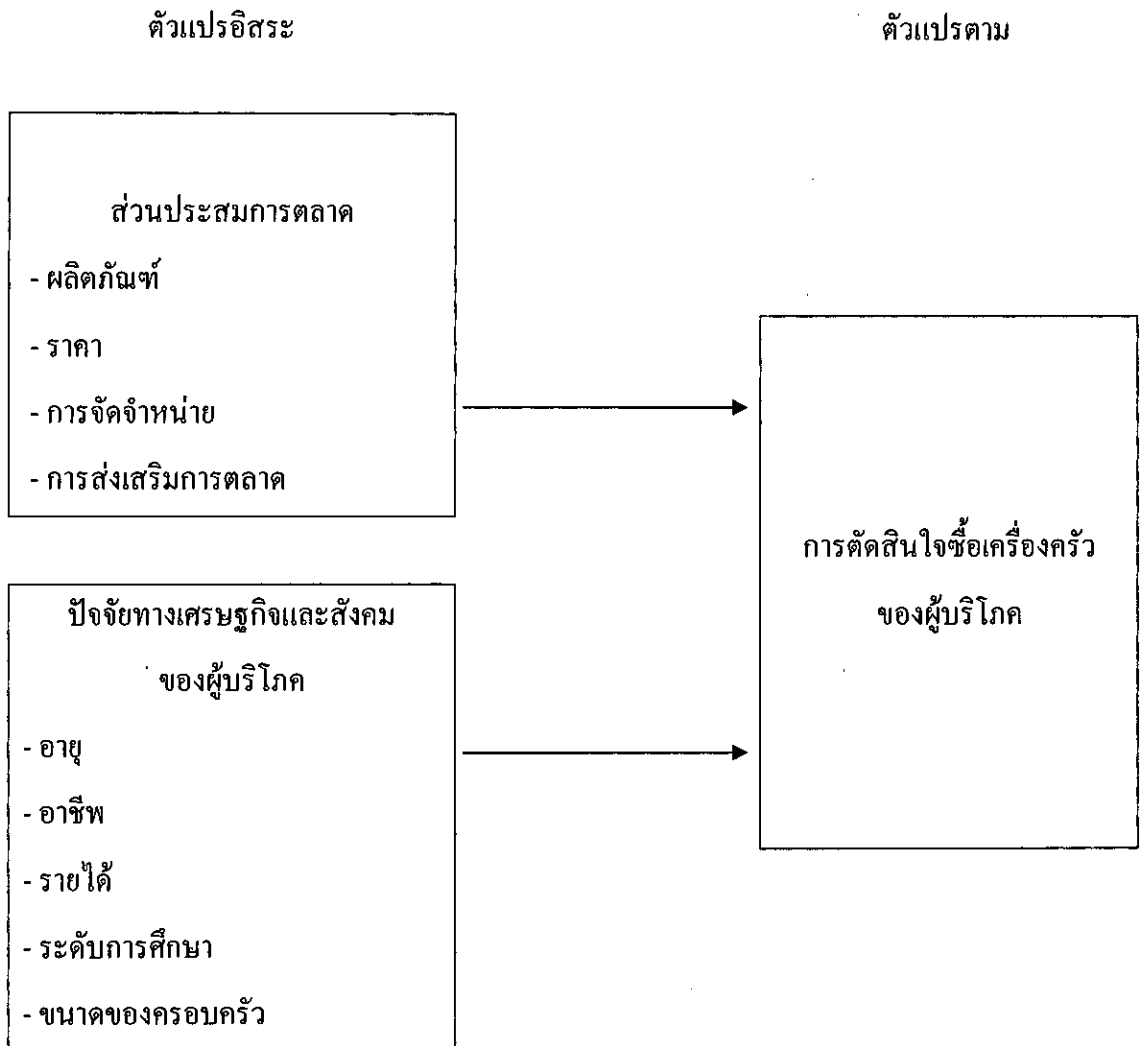 ตัวแปรอิสระ
ตัวแปรตาม
ส่วนประสมการตลาด
- ผลิตภัณฑ์
- ราคา
- การจัดจำหน่าย
- การส่งเสริมการตลาด
ปัจจัยทางเศรษฐกิจและสังคม
ของผู้บริโภค
- อายุ
- อาชีพ
- รายได้
- ระดับการศึกษา
- ขนาดของครอบครัว
การตัดสินใจซื้อเครื่องครัว
ของผู้บริโภค